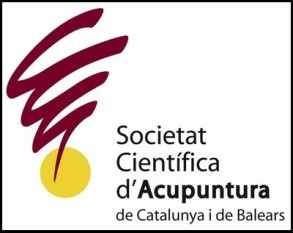 Societat
Científica
d'Acupuntura
de Catalunya i de Balears